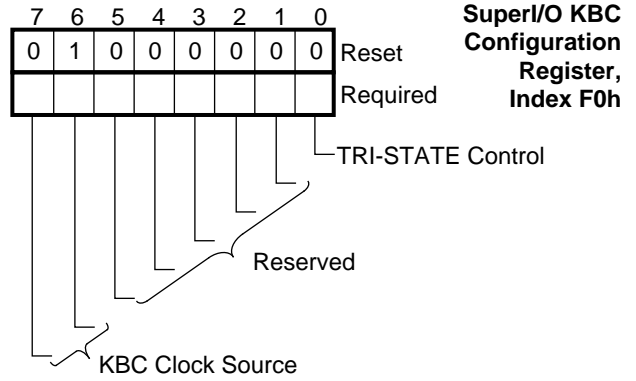 7 6 5 4 3 2 1 0
0 1 0 0 0 0 0 0 Reset
Required
SuperI/O KBC
Configuration
Register,
Index F0h
TRI-STATE Control
Reserved
KBC Clock Source